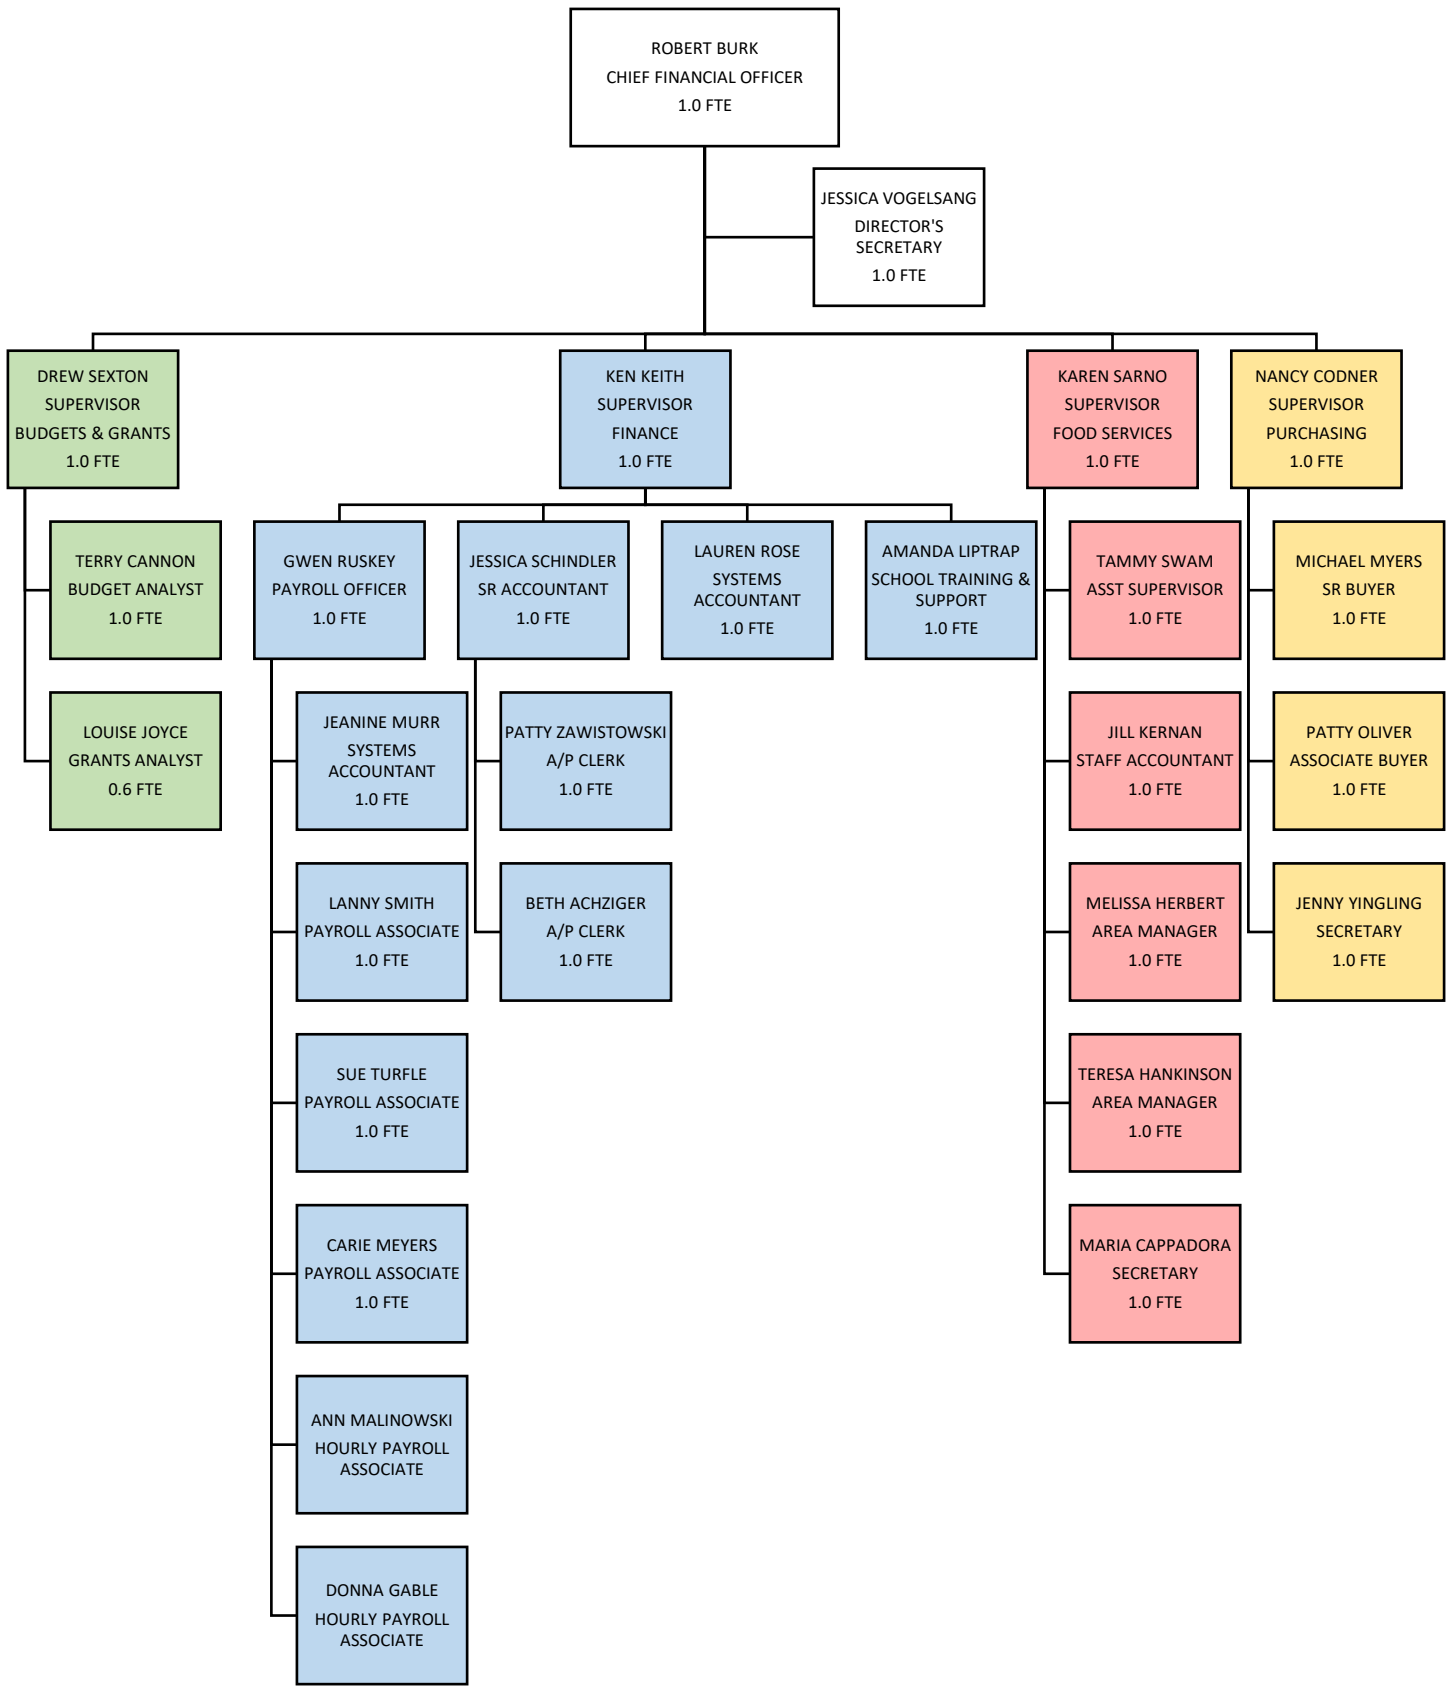 ROBERT BURK
CHIEF FINANCIAL OFFICER
1.0 FTE
JESSICA VOGELSANG
DIRECTOR'S
SECRETARY
1.0 FTE
DREW SEXTON
SUPERVISOR
BUDGETS & GRANTS
1.0 FTE
KEN KEITH
SUPERVISOR
FINANCE
1.0 FTE
KAREN SARNO
SUPERVISOR
FOOD SERVICES
1.0 FTE
NANCY CODNER
SUPERVISOR
PURCHASING
1.0 FTE
TERRY CANNON
BUDGET ANALYST
1.0 FTE
GWEN RUSKEY
PAYROLL OFFICER
1.0 FTE
JESSICA SCHINDLER
SR ACCOUNTANT
1.0 FTE
LAUREN ROSE
SYSTEMS
ACCOUNTANT
1.0 FTE
AMANDA LIPTRAP
SCHOOL TRAINING &
SUPPORT
1.0 FTE
TAMMY SWAM
ASST SUPERVISOR
1.0 FTE
MICHAEL MYERS
SR BUYER
1.0 FTE
LOUISE JOYCE
GRANTS ANALYST
0.6 FTE
JEANINE MURR
SYSTEMS
ACCOUNTANT
1.0 FTE
PATTY ZAWISTOWSKI
A/P CLERK
1.0 FTE
JILL KERNAN
STAFF ACCOUNTANT
1.0 FTE
PATTY OLIVER
ASSOCIATE BUYER
1.0 FTE
LANNY SMITH
PAYROLL ASSOCIATE
1.0 FTE
BETH ACHZIGER
A/P CLERK
1.0 FTE
MELISSA HERBERT
AREA MANAGER
1.0 FTE
JENNY YINGLING
SECRETARY
1.0 FTE
SUE TURFLE
PAYROLL ASSOCIATE
1.0 FTE
TERESA HANKINSON
AREA MANAGER
1.0 FTE
CARIE MEYERS
PAYROLL ASSOCIATE
1.0 FTE
MARIA CAPPADORA
SECRETARY
1.0 FTE
ANN MALINOWSKI
HOURLY PAYROLL
ASSOCIATE
DONNA GABLE
HOURLY PAYROLL
ASSOCIATE